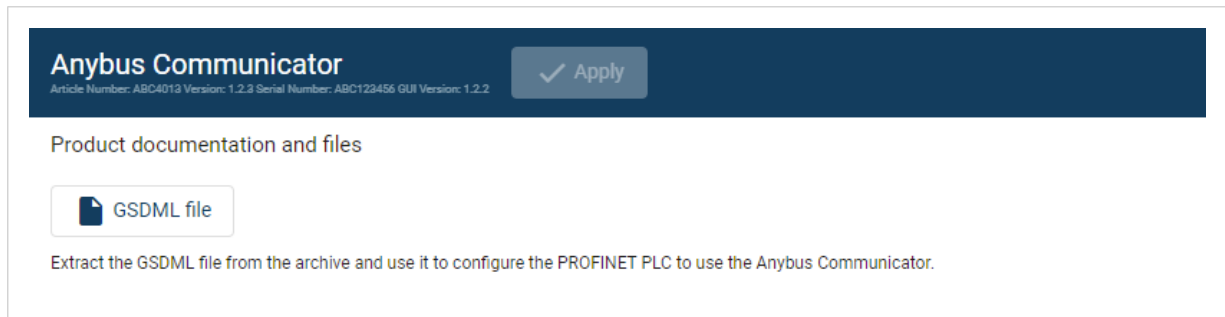 Anybus Communicator
Apply
Article Number: ABC4013 Version: 1.2.3 Serial Number: ABC123456 GUI Version: 1.2.2
Product documentation and files
GSDML file
Extract the GSDML file from the archive and use it to configure the PROFINET PLC to use the Anybus Communicator.